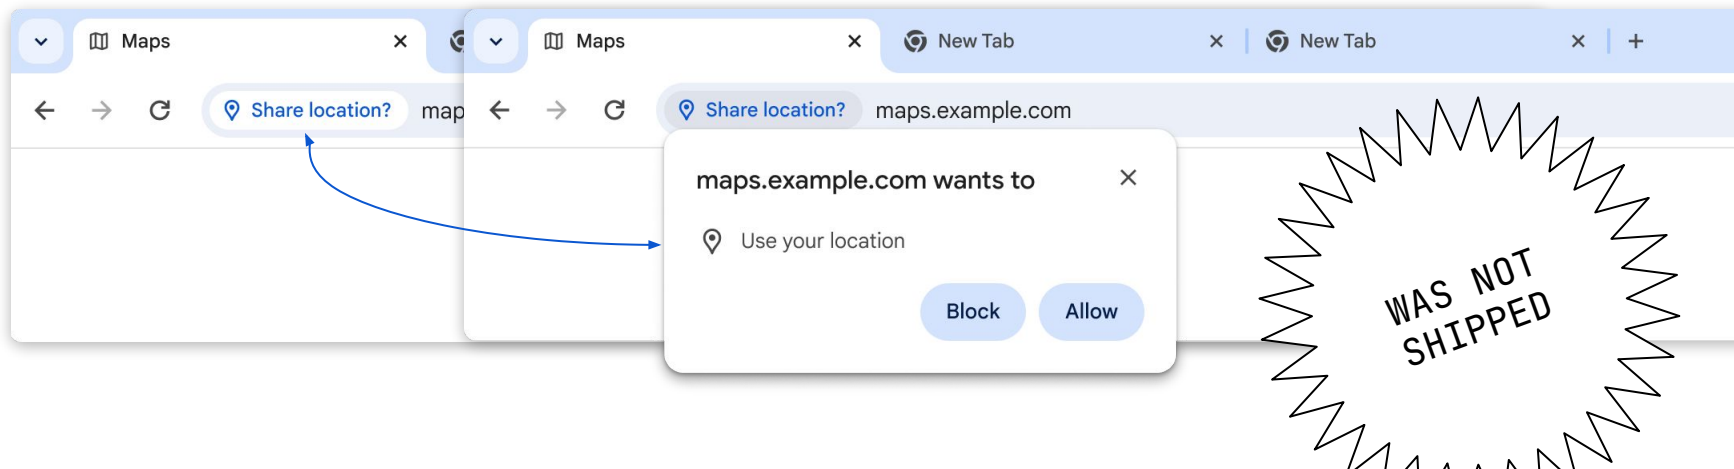 Maps
Share location?
map
Maps
New Tab
New Tab
Share location?
maps.example.com
maps.example.com wants to
Use your location
Block
Allow
WAS NOT
SHIPPED